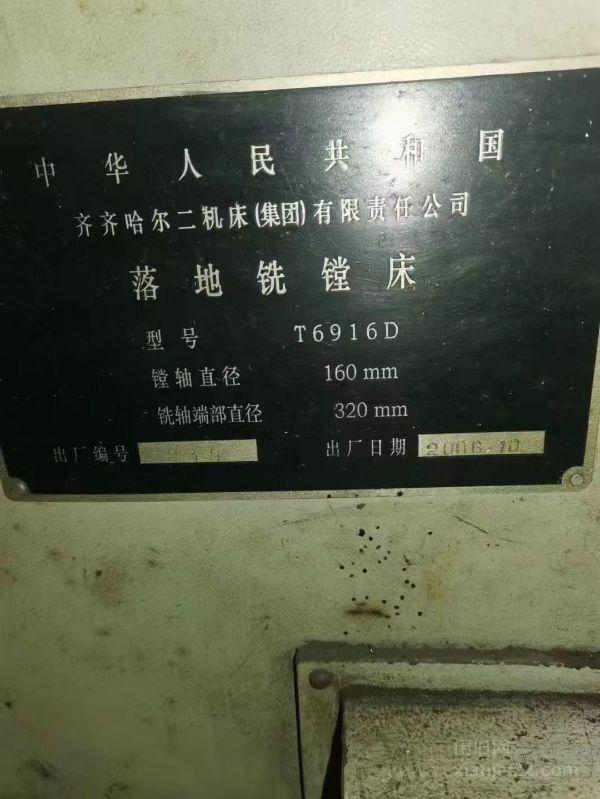 中华人民共和国
齐齐哈尔二机床(集团)有限责任公司
落地铣镗床
型号 T6916D
镗轴直径 160 mm
铣轴端部直径 320 mm
出厂编号 出厂日期 2006.10